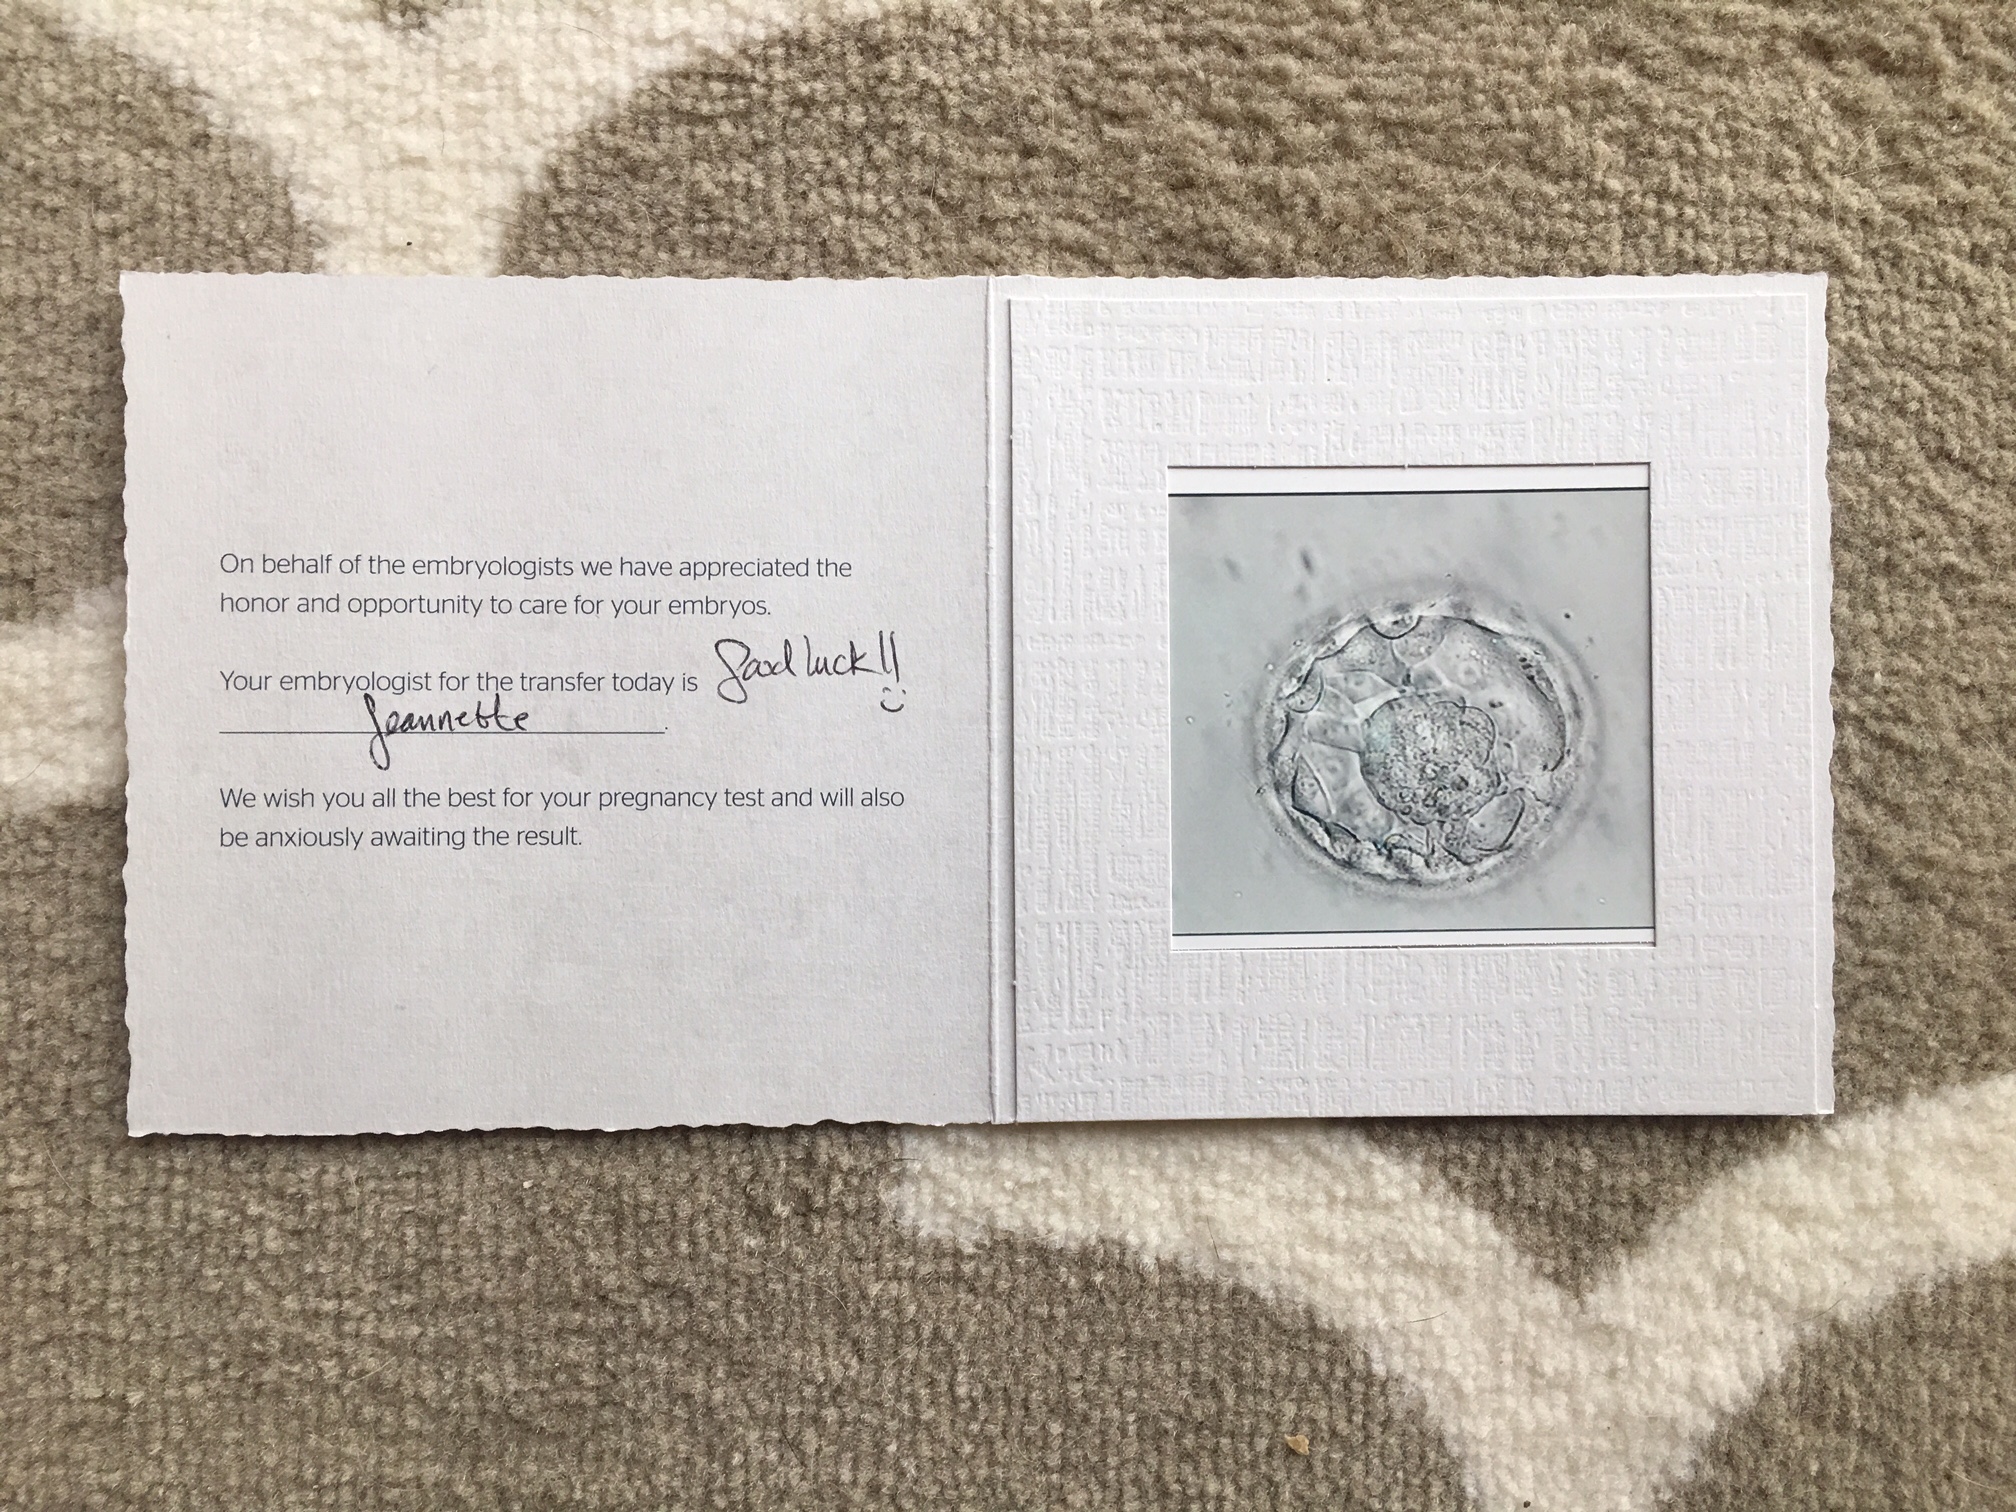 On behalf of the embryologists we have appreciated the
honor and opportunity to care for your embryos.
Your embryologist for the transfer today is Good luck!!
Jeannette.
We wish you all the best for your pregnancy test and will also
be anxiously awaiting the result.